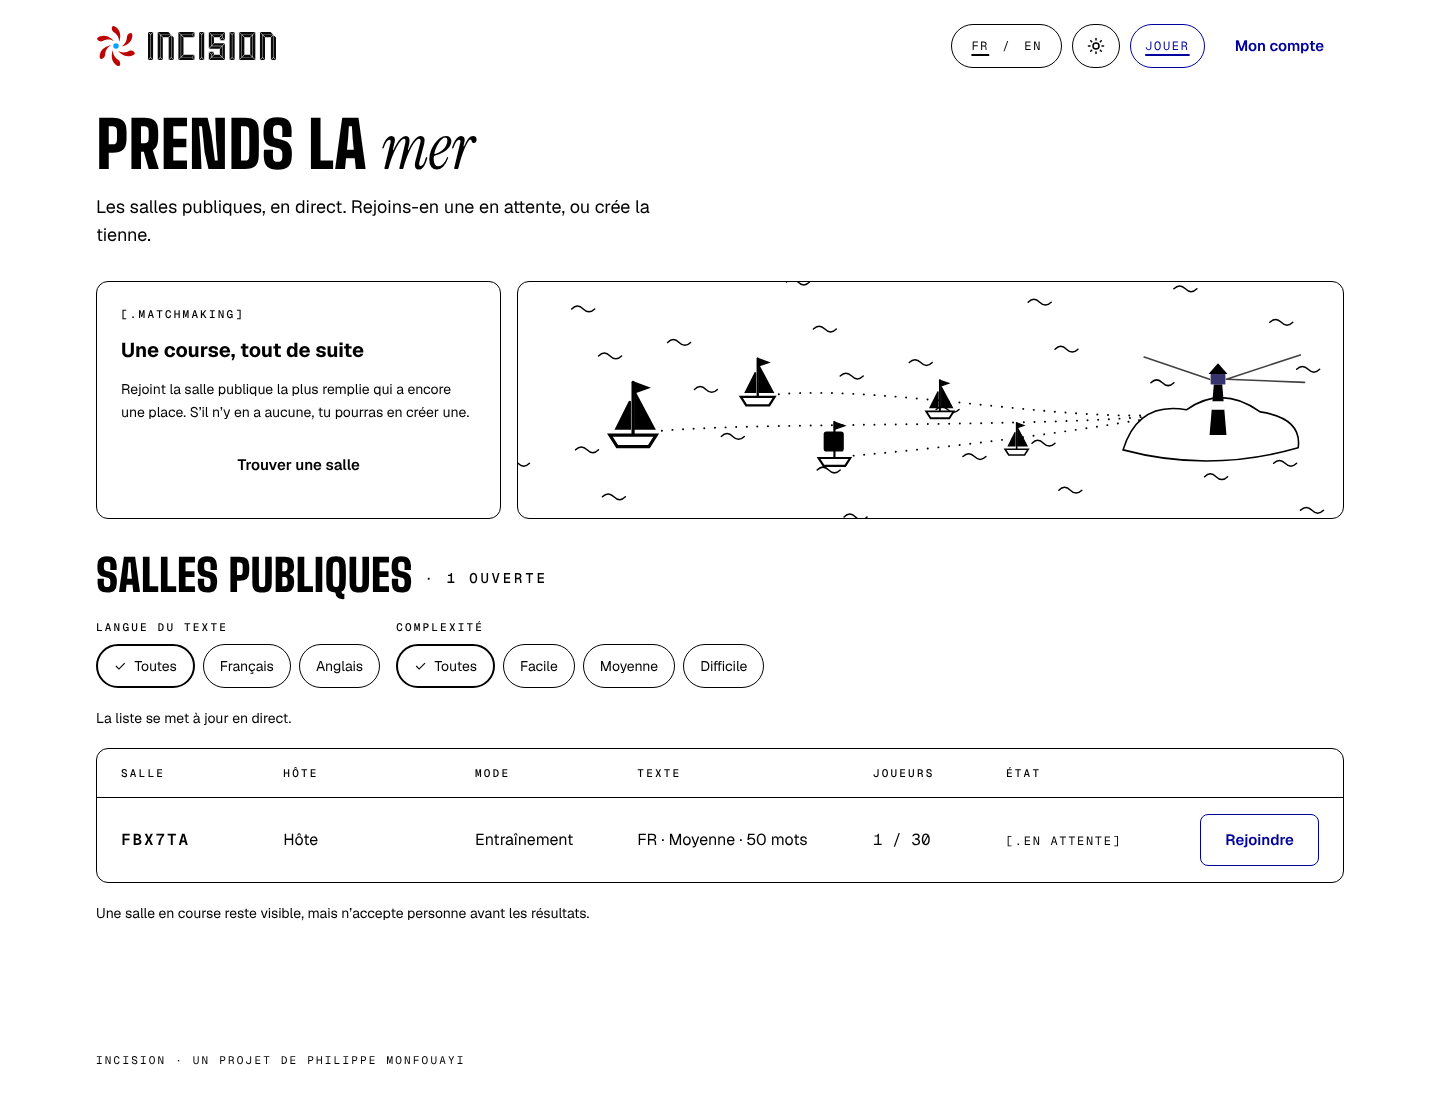 INCISION
FR / EN
JOUER
Mon compte
PRENDS LA mer
Les salles publiques, en direct. Rejoins-en une en attente, ou crée la
tienne.
[.MATCHMAKING]
Une course, tout de suite
Rejoint la salle publique la plus remplie qui a encore
une place. S’il n’y en a aucune, tu pourras en créer une.
Trouver une salle
SALLES PUBLIQUES · 1 OUVERTE
LANGUE DU TEXTE
Toutes Français Anglais
COMPLEXITÉ
Toutes Facile Moyenne Difficile
La liste se met à jour en direct.
SALLE HÔTE MODE TEXTE JOUEURS ÉTAT
FBX7TA Hôte Entraînement FR · Moyenne · 50 mots 1 / 30 [.EN ATTENTE] Rejoindre
Une salle en course reste visible, mais n’accepte personne avant les résultats.
INCISION · UN PROJET DE PHILIPPE MONFOUAYI